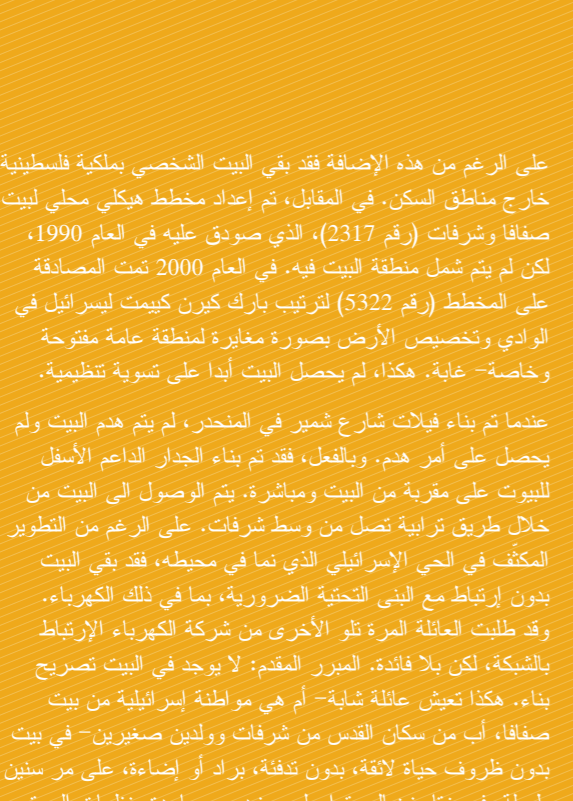 على الرغم من هذه الإضافة فقد بقي البيت الشخصي بملكية فلسطينية
خارج مناطق السكن. في المقابل، تم إعداد مخطط هيكلي محلي لبيت
صفافا وشرفات (رقم 2317)، الذي صودق عليه في العام 1990،
لكن لم يتم شمل منطقة البيت فيه. في العام 2000 تمت المصادقة
على المخطط (رقم 5322) لترتيب بارك كيرن كييمت ليسرائيل في
الوادي وتخصيص الأرض بصورة مغايرة لمنطقة عامة مفتوحة
وخاصة– غابة. هكذا، لم يحصل البيت أبدا على تسوية تنظيمية.
عندما تم بناء فيلات شارع شمير في المنحدر، لم يتم هدم البيت ولم
يحصل على أمر هدم. وبالفعل، فقد تم بناء الجدار الداعم الأسفل
للبيوت على مقربة من البيت ومباشرة. يتم الوصول الى البيت من
خلال طريق ترابية تصل من وسط شرفات. على الرغم من التطوير
المكثّف في الحي الإسرائيلي الذي نما في محيطه، فقد بقي البيت
بدون إرتباط مع البنى التحتية الضرورية، بما في ذلك الكهرباء.
وقد طلبت العائلة المرة تلو الأخرى من شركة الكهرباء الإرتباط
بالشبكة، لكن بلا فائدة. المبرر المقدم: لا يوجد في البيت تصريح
بناء. هكذا تعيش عائلة شابة– أم هي مواطنة إسرائيلية من بيت
صفافا، أب من سكان القدس من شرفات وولدين صغيرين– في بيت
بدون ظروف حياة لائقة، بدون تدفئة، براد أو إضاءة، على مر سنين